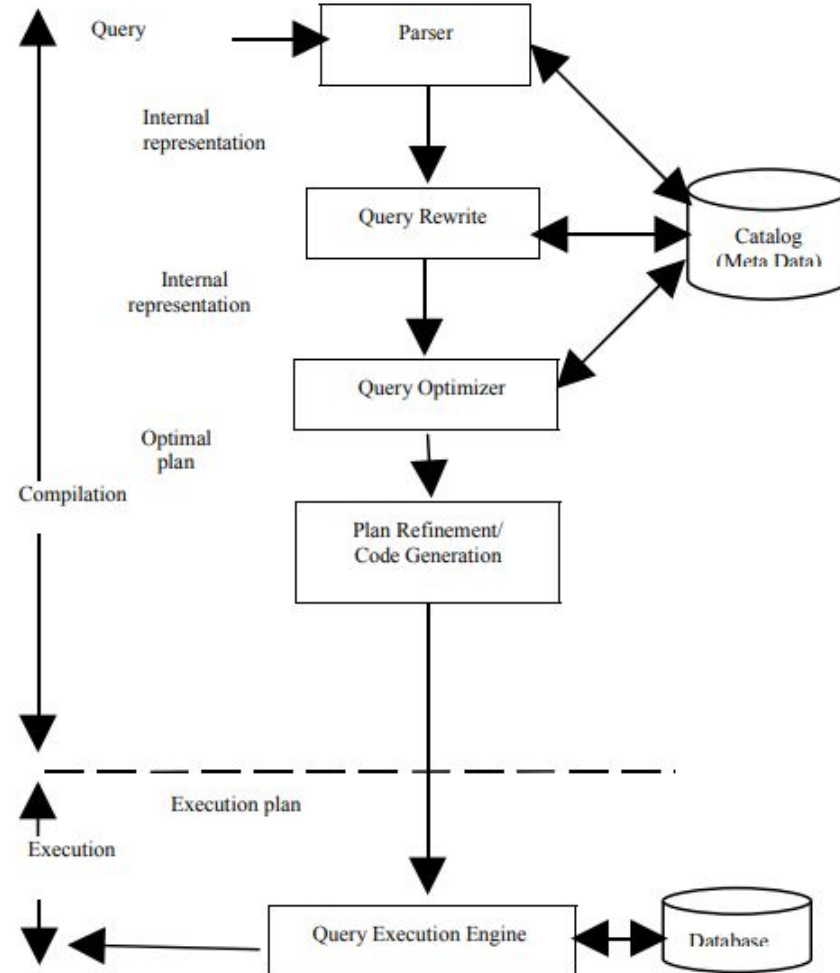 Query
Parser
Internal
representation
Query Rewrite
Catalog
(Meta Data)
Internal
representation
Query Optimizer
Optimal
plan
Compilation
Plan Refinement/
Code Generation
Execution plan
Execution
Query Execution Engine
Database